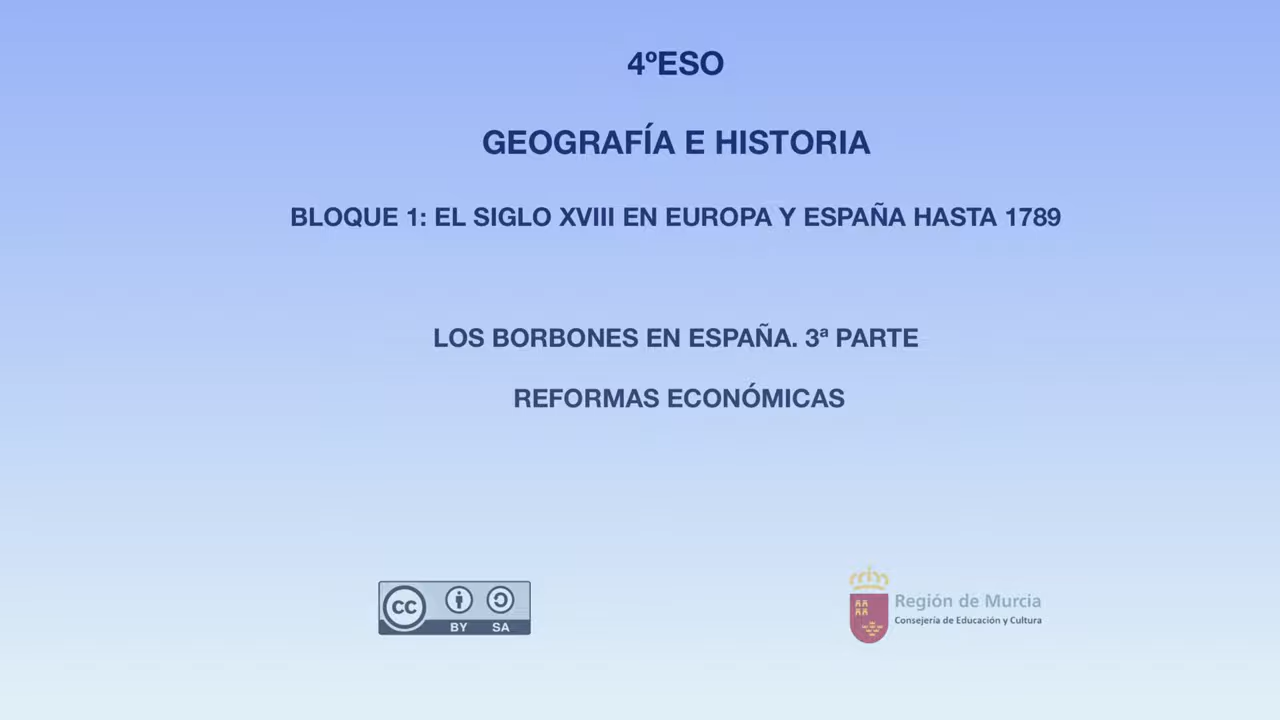 4ºESO
GEOGRAFÍA E HISTORIA
BLOQUE 1: EL SIGLO XVIII EN EUROPA Y ESPAÑA HASTA 1789
LOS BORBONES EN ESPAÑA. 3ª PARTE
REFORMAS ECONÓMICAS
cc
BY SA
Región de Murcia
Consejería de Educación y Cultura